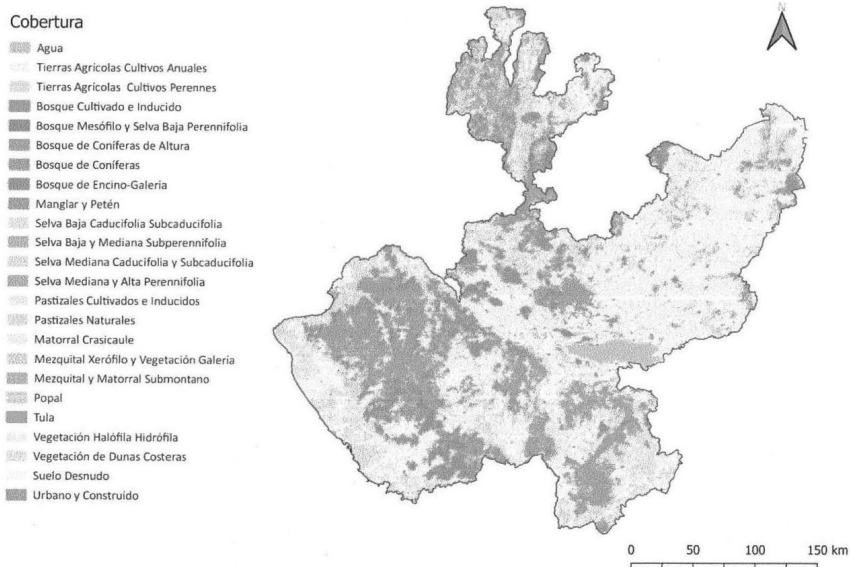 Cobertura
Agua
Tierras Agrícolas Cultivos Anuales
Tierras Agrícolas Cultivos Perennes
Bosque Cultivado e Inducido
Bosque Mesófilo y Selva Baja Perennifolia
Bosque de Coníferas de Altura
Bosque de Coníferas
Bosque de Encino-Galería
Manglar y Petén
Selva Baja Caducifolia Subcaducifolia
Selva Baja y Mediana Subperennifolia
Selva Mediana Caducifolia y Subcaducifolia
Selva Mediana y Alta Perennifolia
Pastizales Cultivados e Inducidos
Pastizales Naturales
Matorral Crasicaule
Mezquital Xerófilo y Vegetación Galería
Mezquital y Matorral Submontano
Popal
Tula
Vegetación Halófila Hidrófila
Vegetación de Dunas Costeras
Suelo Desnudo
Urbano y Construido
N
0 50 100 150 km